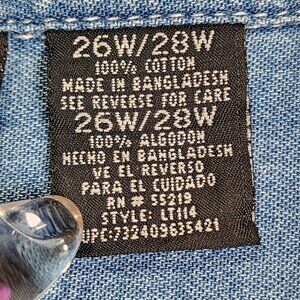 26W/28W
100% COTTON
MADE IN BANGLADESH
SEE REVERSE FOR CARE
26W/28W
100% ALGODON
HECHO EN BANGLADESH
VE EL REVERSO
PARA EL CUIDADO
RN # 55219
STYLE: LT114
UPC:732409635421